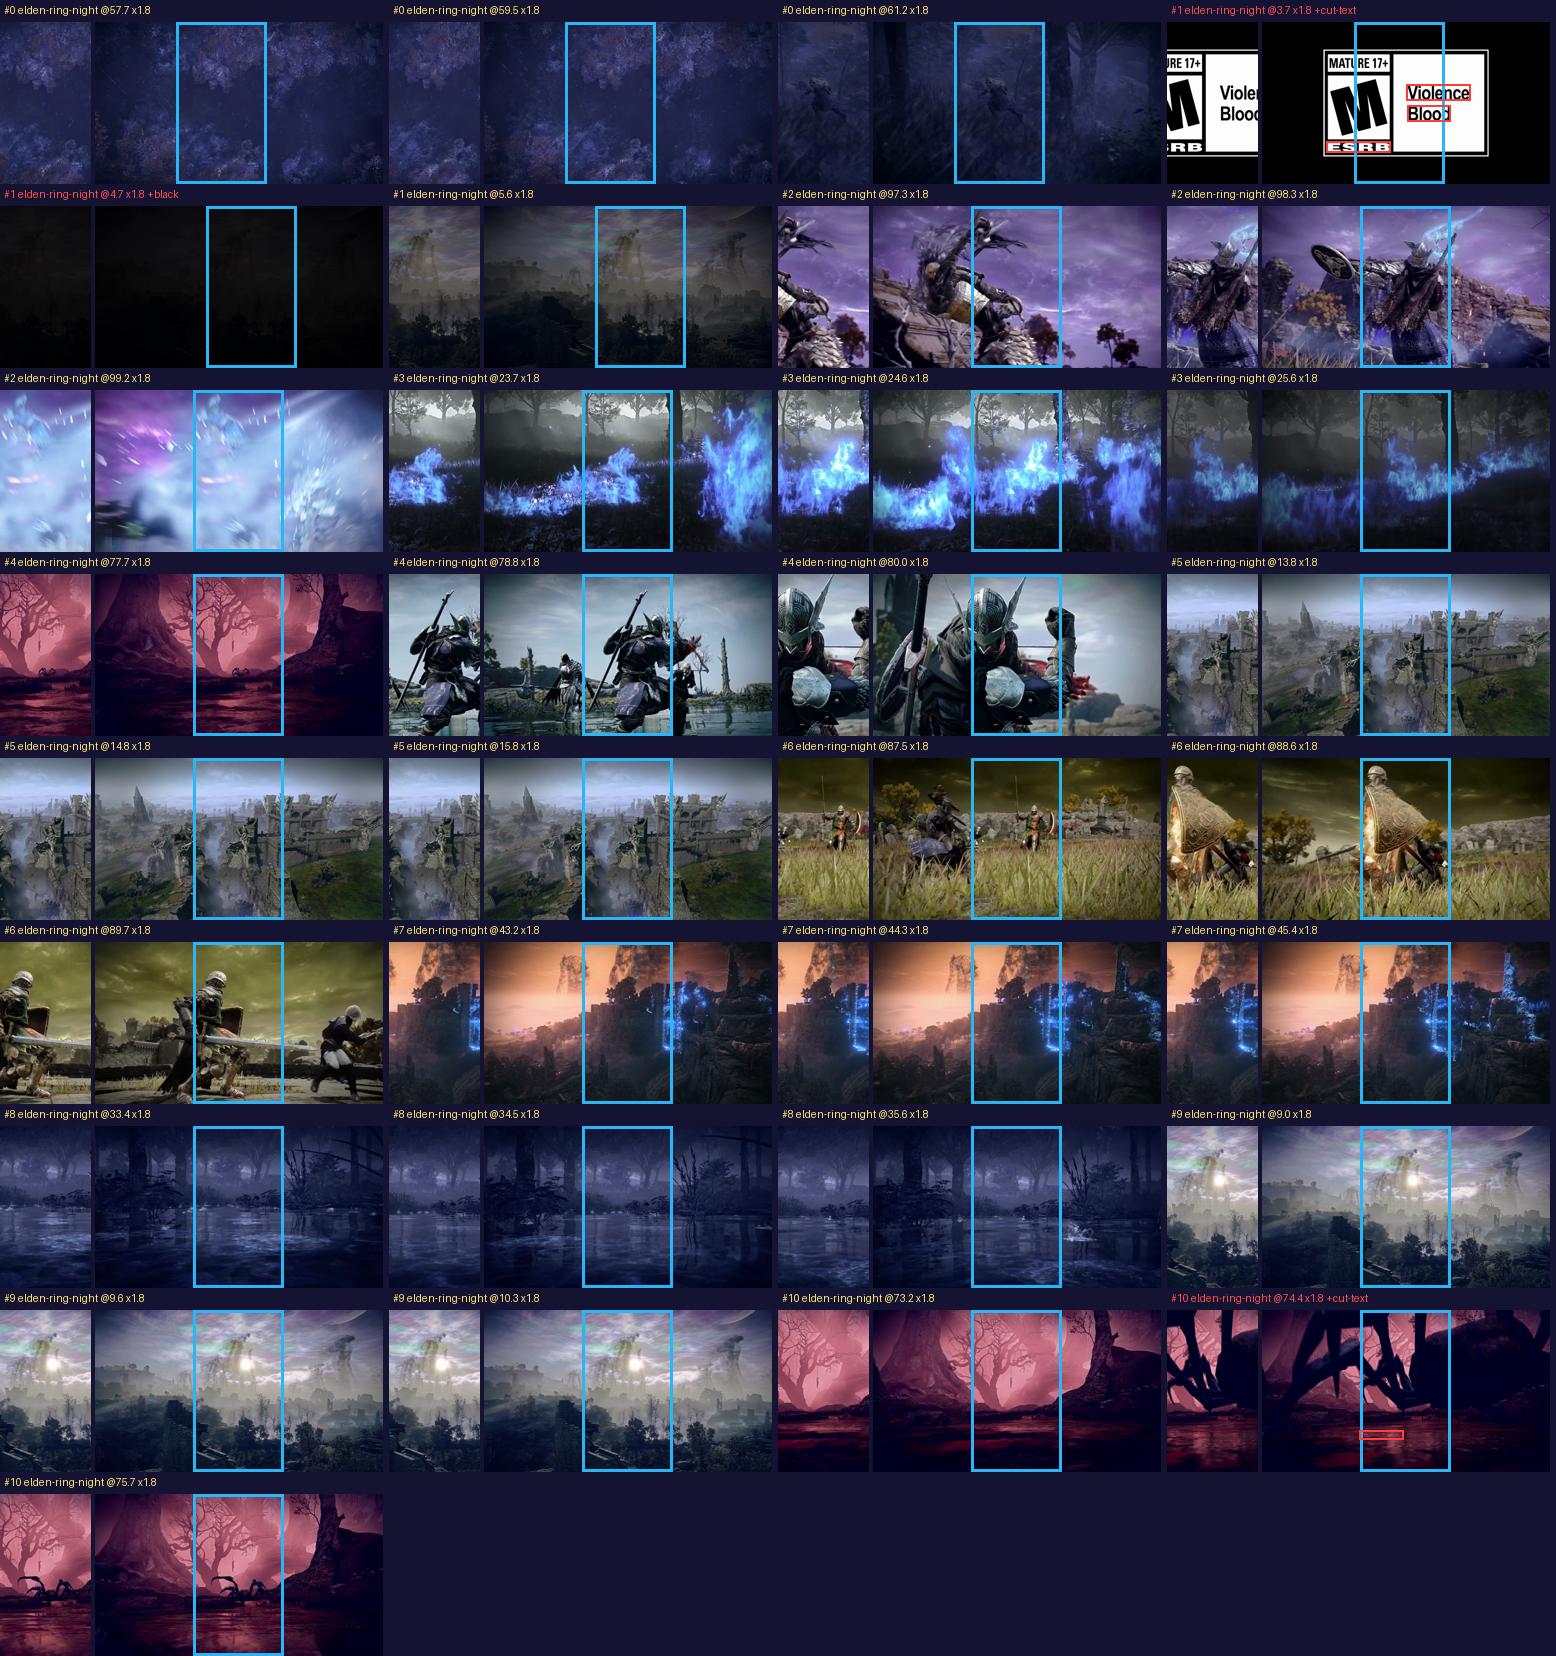 #0 elden-ring-night @57.7 x1.8
#0 elden-ring-night @59.5 x1.8
#0 elden-ring-night @61.2 x1.8
#1 elden-ring-night @3.7 x1.8 +cut-text
URE 17+
Violen
Blood
SRB
MATURE 17+
M
Violence
Blood
ESRB
#1 elden-ring-night @4.7 x1.8 +black
#1 elden-ring-night @5.6 x1.8
#2 elden-ring-night @97.3 x1.8
#2 elden-ring-night @98.3 x1.8
#2 elden-ring-night @99.2 x1.8
#3 elden-ring-night @23.7 x1.8
#3 elden-ring-night @24.6 x1.8
#3 elden-ring-night @25.6 x1.8
#4 elden-ring-night @77.7 x1.8
#4 elden-ring-night @78.8 x1.8
#4 elden-ring-night @80.0 x1.8
#5 elden-ring-night @13.8 x1.8
#5 elden-ring-night @14.8 x1.8
#5 elden-ring-night @15.8 x1.8
#6 elden-ring-night @87.5 x1.8
#6 elden-ring-night @88.6 x1.8
#6 elden-ring-night @89.7 x1.8
#7 elden-ring-night @43.2 x1.8
#7 elden-ring-night @44.3 x1.8
#7 elden-ring-night @45.4 x1.8
#8 elden-ring-night @33.4 x1.8
#8 elden-ring-night @34.5 x1.8
#8 elden-ring-night @35.6 x1.8
#9 elden-ring-night @9.0 x1.8
#9 elden-ring-night @9.6 x1.8
#9 elden-ring-night @10.3 x1.8
#10 elden-ring-night @73.2 x1.8
#10 elden-ring-night @74.4 x1.8 +cut-text
#10 elden-ring-night @75.7 x1.8